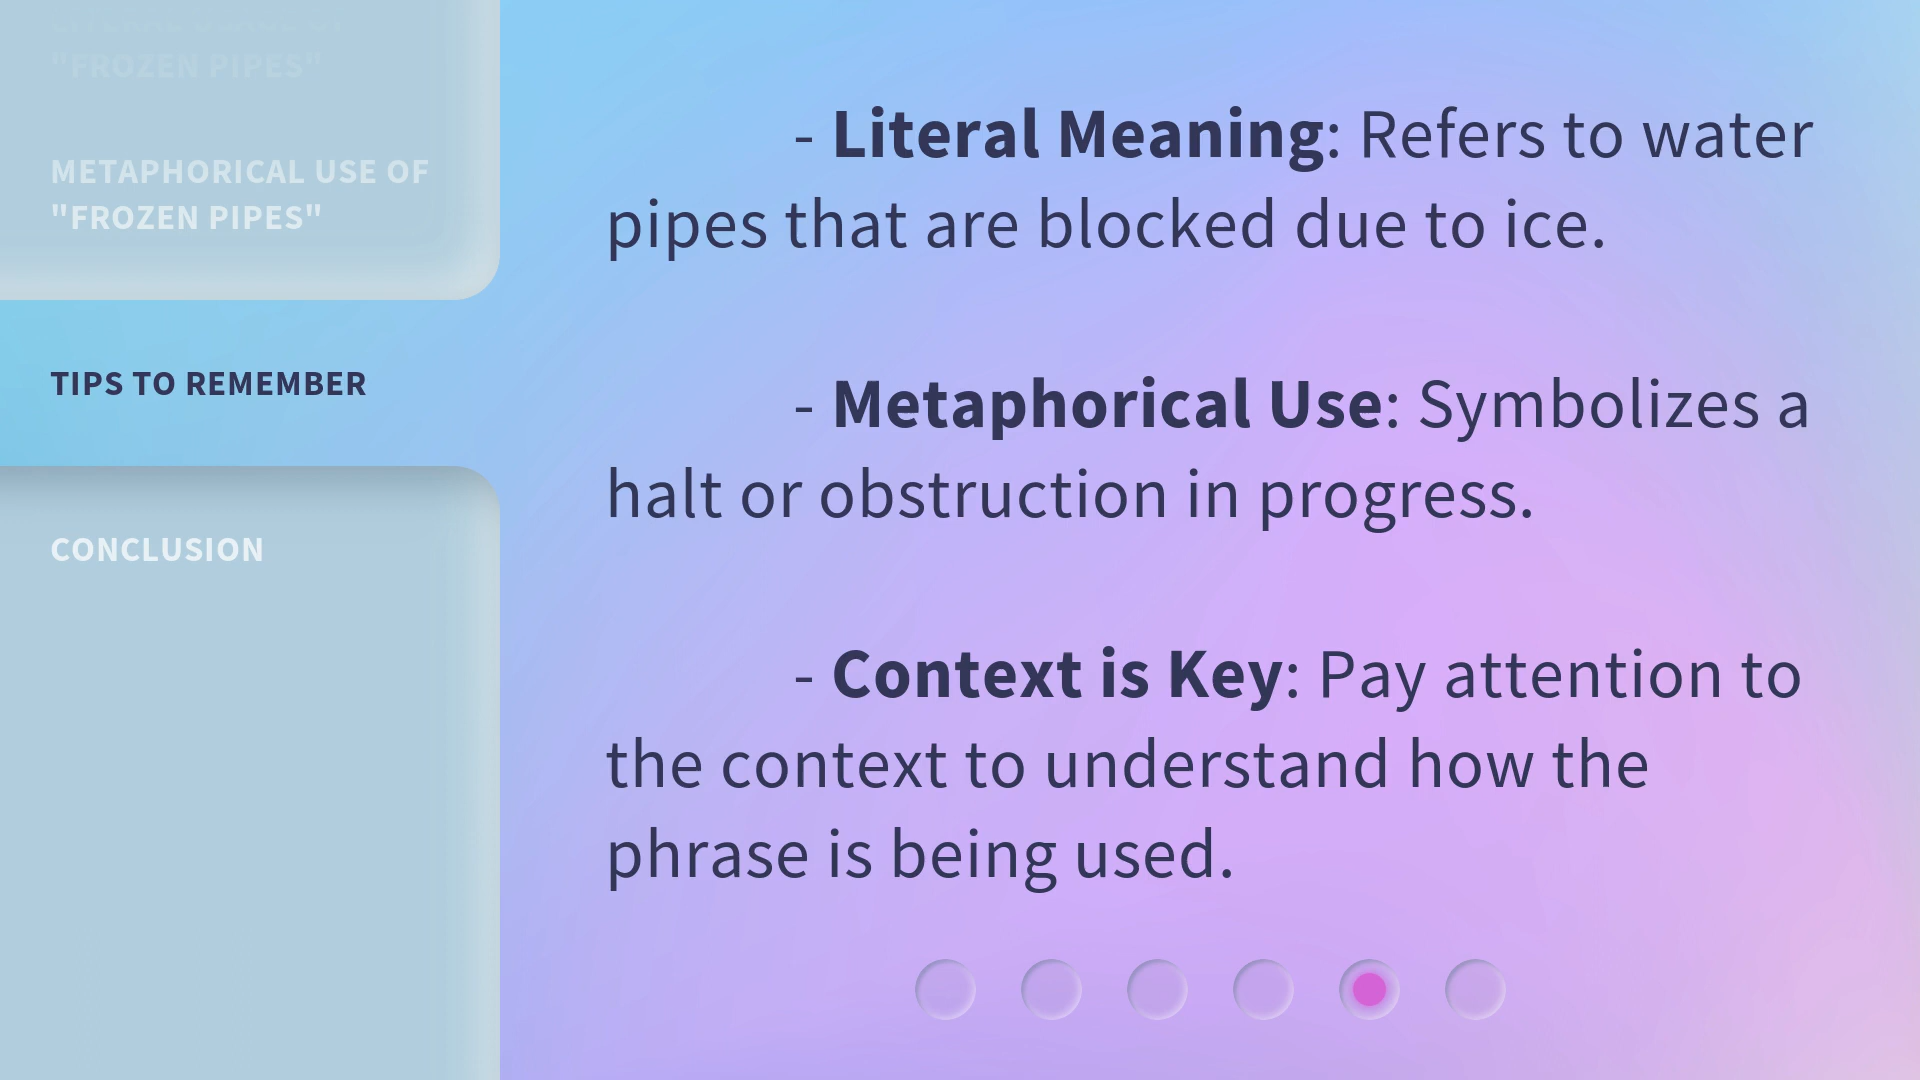 "FROZEN PIPES"
METAPHORICAL USE OF
"FROZEN PIPES"
TIPS TO REMEMBER
CONCLUSION
- Literal Meaning: Refers to water
pipes that are blocked due to ice.
- Metaphorical Use: Symbolizes a
halt or obstruction in progress.
- Context is Key: Pay attention to
the context to understand how the
phrase is being used.